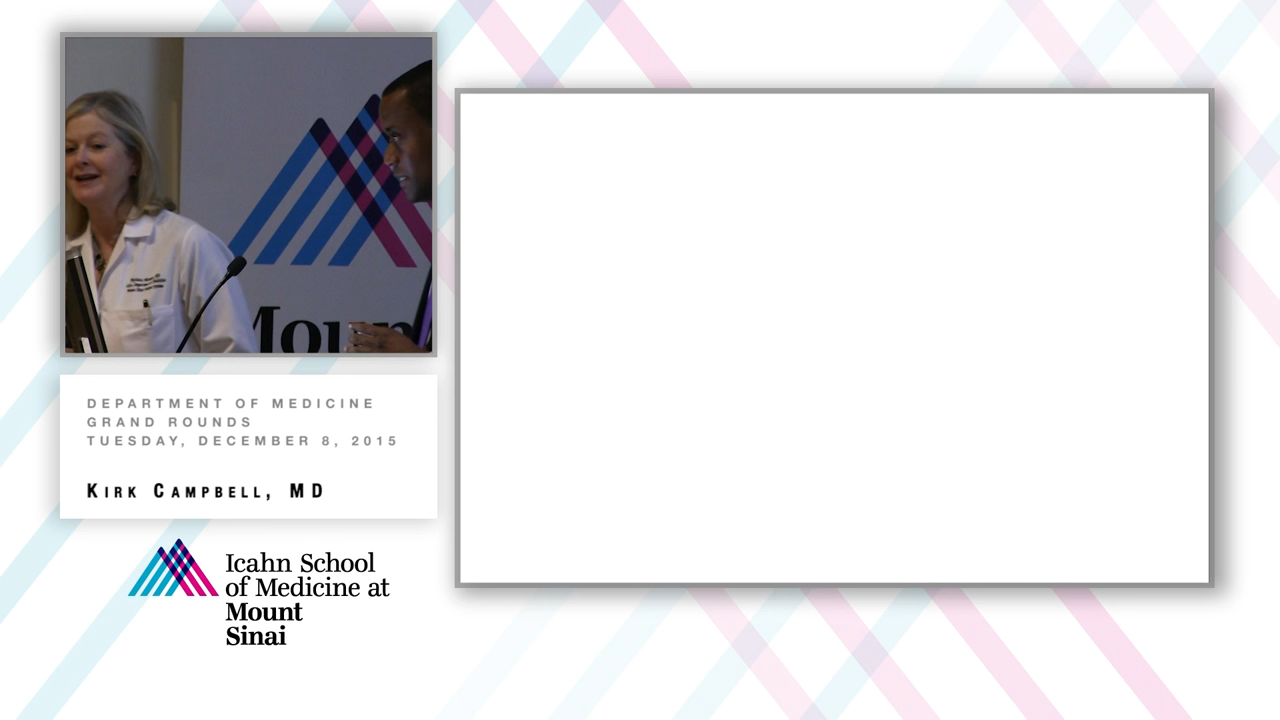 Moun
DEPARTMENT OF MEDICINE
GRAND ROUNDS
TUESDAY, DECEMBER 8, 2015
KIRK CAMPBELL, MD
Icahn School
of Medicine at
Mount
Sinai